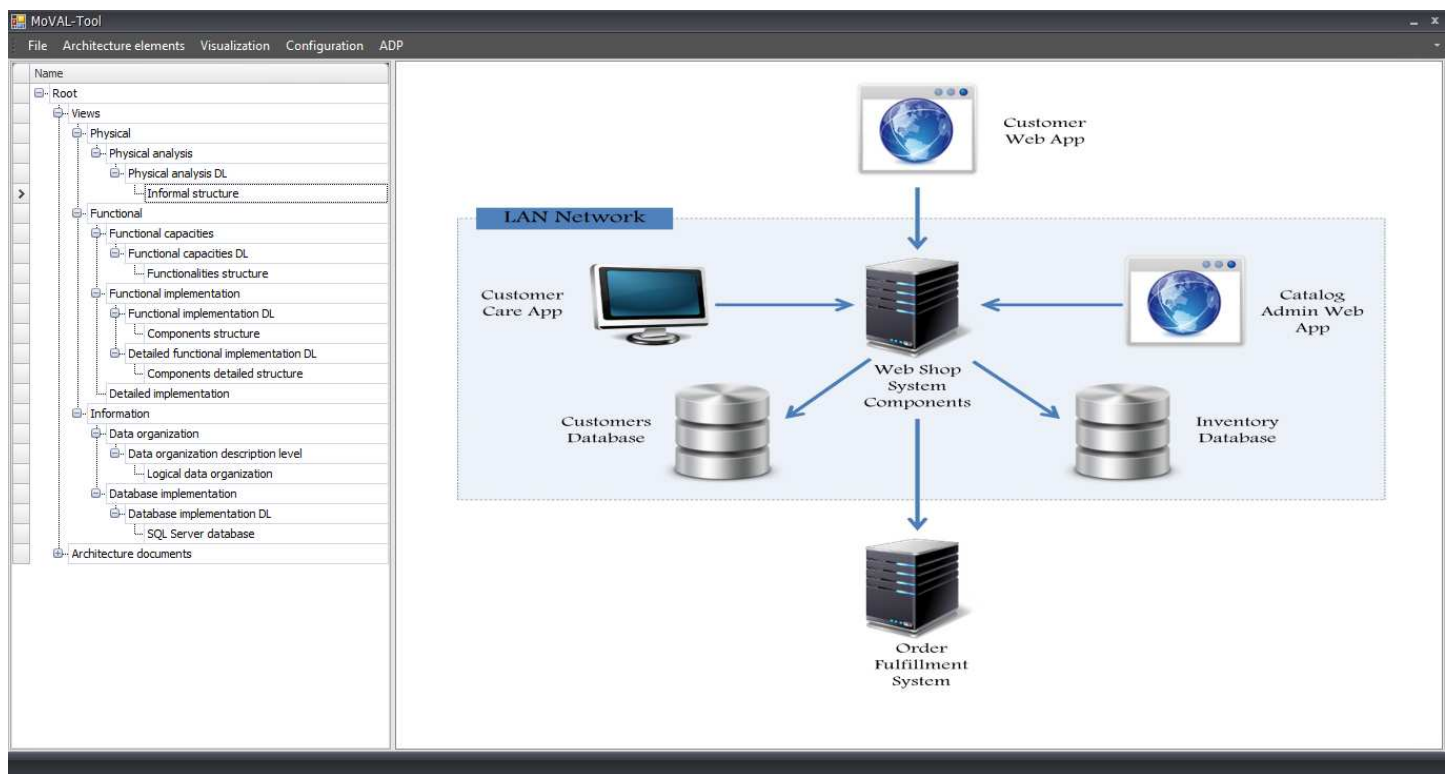 MoVAL-Tool
File Architecture elements Visualization Configuration ADP
Name
Root
Views
Physical
Physical analysis
Physical analysis DL
Informal structure
Functional
Functional capacities
Functional capacities DL
Functionalities structure
Functional implementation
Functional implementation DL
Components structure
Detailed functional implementation DL
Components detailed structure
Detailed implementation
Information
Data organization
Data organization description level
Logical data organization
Database implementation
Database implementation DL
SQL Server database
Architecture documents
Customer
Web App
LAN Network
Customer
Care App
Catalog
Admin Web
App
Web Shop
System
Components
Customers
Database
Inventory
Database
Order
Fulfillment
System